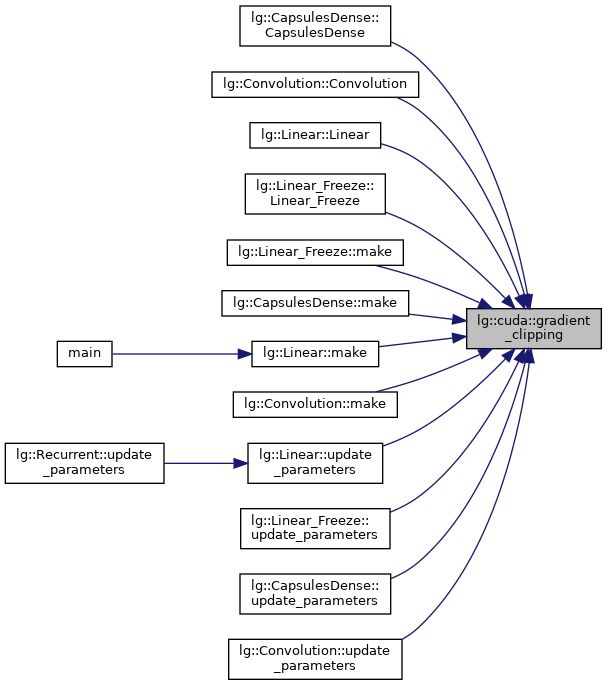 lg::CapsulesDense::
CapsulesDense
lg::Convolution::Convolution
lg::Linear::Linear
lg::Linear_Freeze::
Linear_Freeze
lg::Linear_Freeze::make
lg::CapsulesDense::make
lg::cuda::gradient
_clipping
main
lg::Linear::make
lg::Convolution::make
lg::Recurrent::update
_parameters
lg::Linear::update
_parameters
lg::Linear_Freeze::
update_parameters
lg::CapsulesDense::
update_parameters
lg::Convolution::update
_parameters